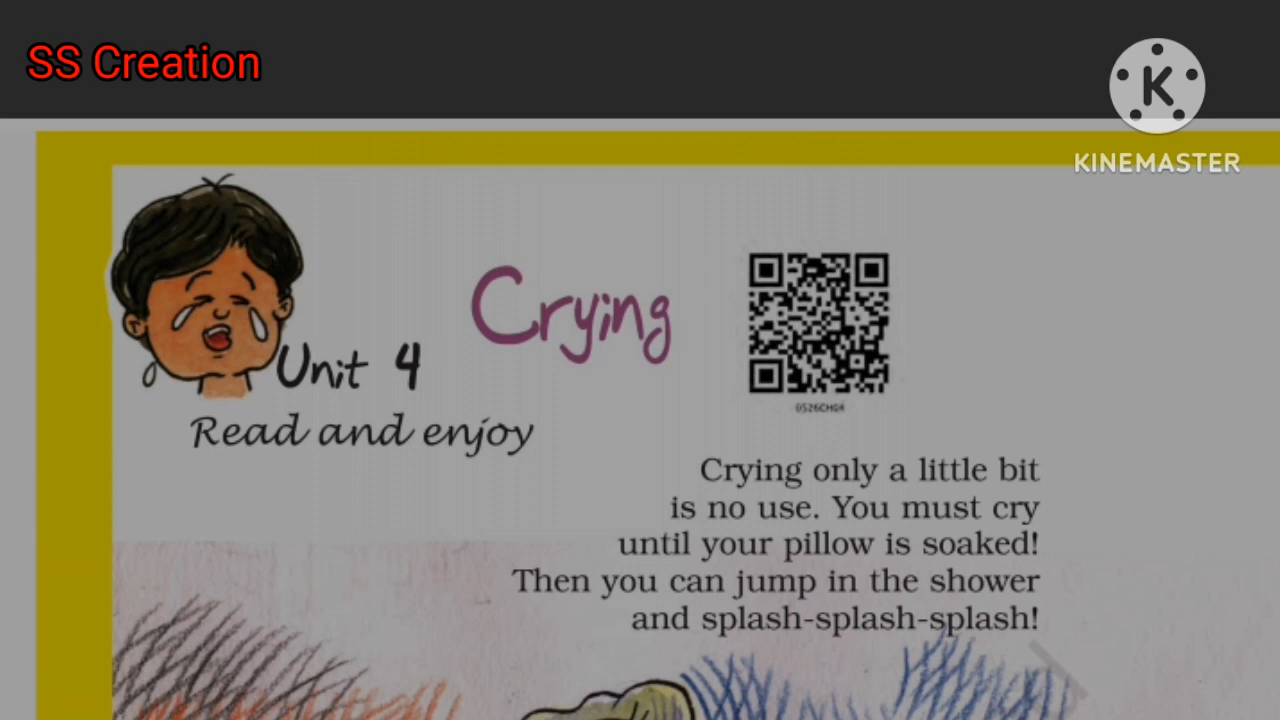 SS Creation
K
KINEMASTER
Crying
Unit 4
0526CH04
Read and enjoy
Crying only a little bit
is no use. You must cry
until your pillow is soaked!
Then you can jump in the shower
and splash-splash-splash!